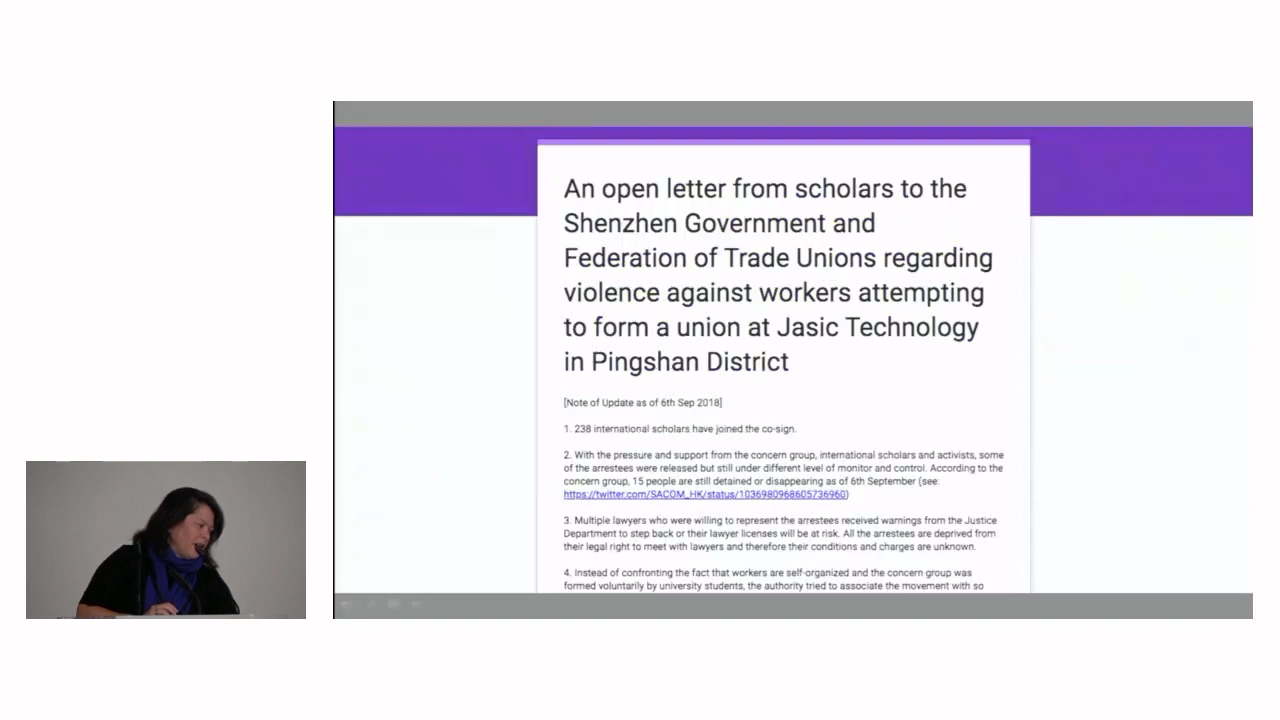 An open letter from scholars to the
Shenzhen Government and
Federation of Trade Unions regarding
violence against workers attempting
to form a union at Jasic Technology
in Pingshan District
[Note of Update as of 6th Sep 2018]
1. 238 international scholars have joined the co-sign.
2. With the pressure and support from the concern group, international scholars and activists, some
of the arrestees were released but still under different level of monitor and control. According to the
concern group, 15 people are still detained or disappearing as of 6th September (see:
https://twitter.com/SACOM_HK/status/1036980968605736960)
3. Multiple lawyers who were willing to represent the arrestees received warnings from the Justice
Department to step back or their lawyer licenses will be at risk. All the arrestees are deprived from
their legal right to meet with lawyers and therefore their conditions and charges are unknown.
4. Instead of confronting the fact that workers are self-organized and the concern group was
formed voluntarily by university students, the authority tried to associate the movement with so